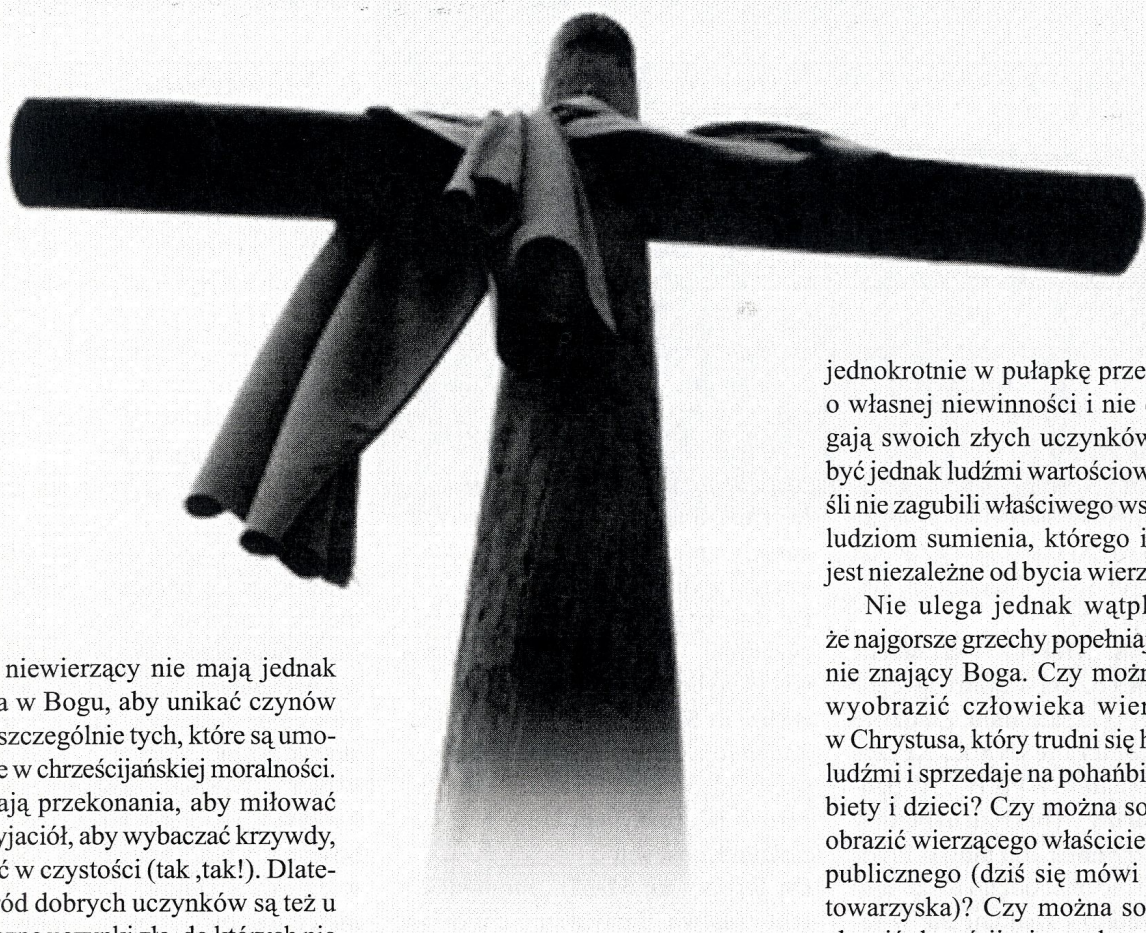 niewierzący nie mają jednak
a w Bogu, aby unikać czynów
szczególnie tych, które są umo-
e w chrześcijańskiej moralności.
ają przekonania, aby miłować
yjaciół, aby wybaczać krzywdy,
ć w czystości (tak ,tak!). Dlate-
ód dobrych uczynków są też u
jednokrotnie w pułapkę prze
o własnej niewinności i nie
gają swoich złych uczynków
być jednak ludźmi wartościow
śli nie zagubili właściwego ws
ludziom sumienia, którego i
jest niezależne od bycia wierz
Nie ulega jednak wątpl
że najgorsze grzechy popełniaj
nie znający Boga. Czy możn
wyobrazić człowieka wier
w Chrystusa, który trudni się h
ludźmi i sprzedaje na pohańbi
biety i dzieci? Czy można so
obrazić wierzącego właścicie
publicznego (dziś się mówi
towarzyska)? Czy można so